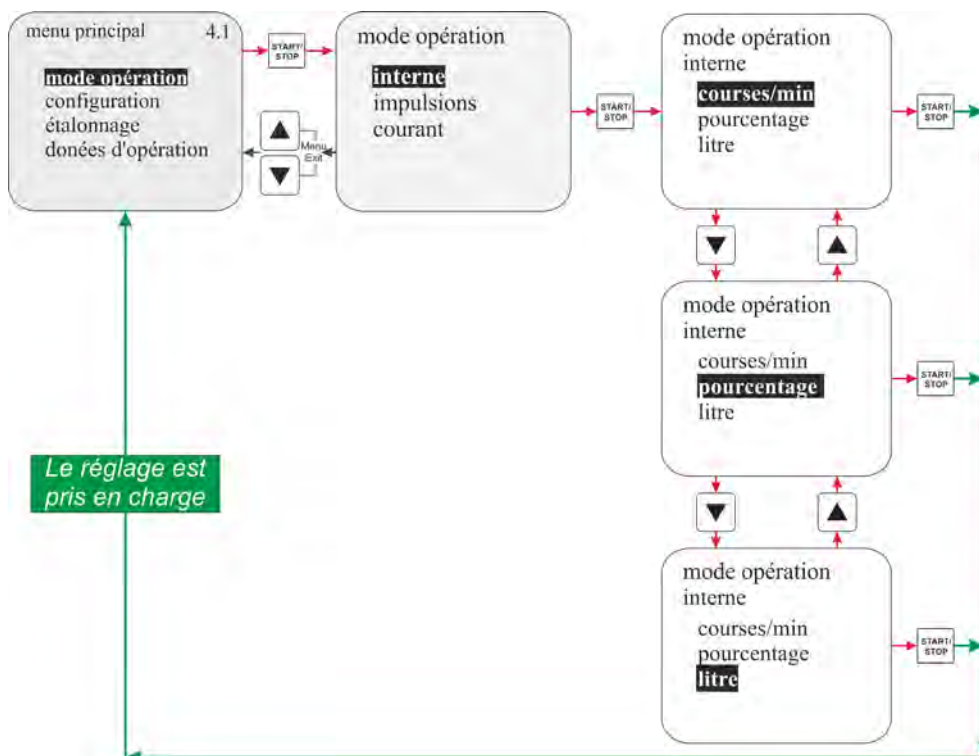 menu principal 4.1
mode opération
configuration
étalonnage
donées d'opération
START/
STOP
Menu
Exit
mode opération
interne
impulsions
courant
START/
STOP
mode opération
interne
courses/min
pourcentage
litre
START/
STOP
mode opération
interne
courses/min
pourcentage
litre
START/
STOP
mode opération
interne
courses/min
pourcentage
litre
START/
STOP
Le réglage est
pris en charge